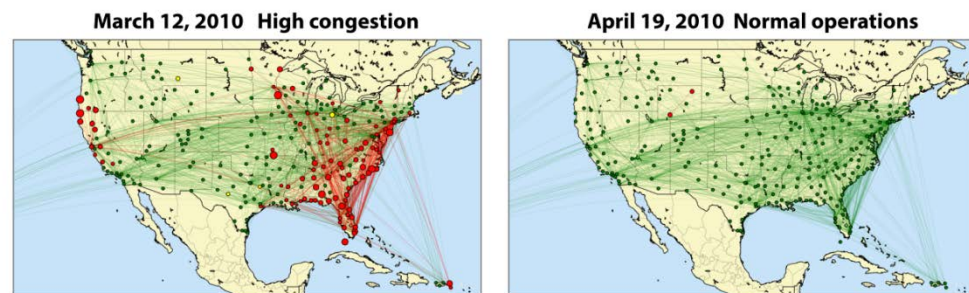 March 12, 2010 High congestion
April 19, 2010 Normal operations